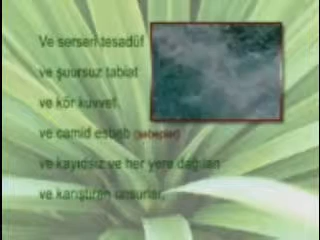 Ve serseri tesadüf
ve şuursuz tabiat
ve kör kuvvet,
ve camid esbab (sebepler)
ve kayıdsız ve her yere dağılan
ve karıştıran unsurlar,